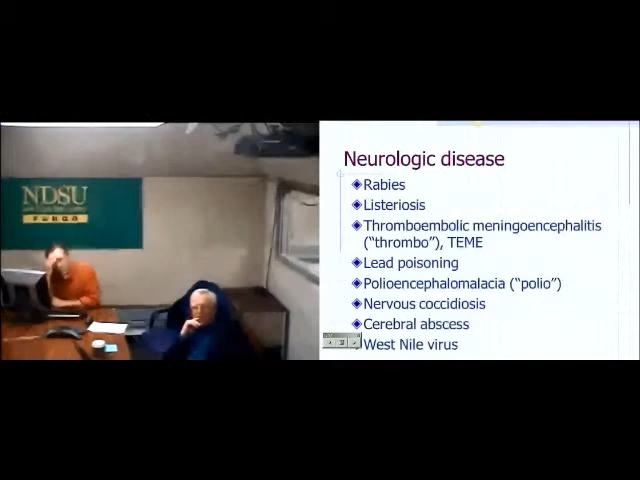 NDSU
FARGO
Neurologic disease
Rabies
Listeriosis
Thromboembolic meningoencephalitis
("thrombo"), TEME
Lead poisoning
Polioencephalomalacia ("polio")
Nervous coccidiosis
Cerebral abscess
West Nile virus